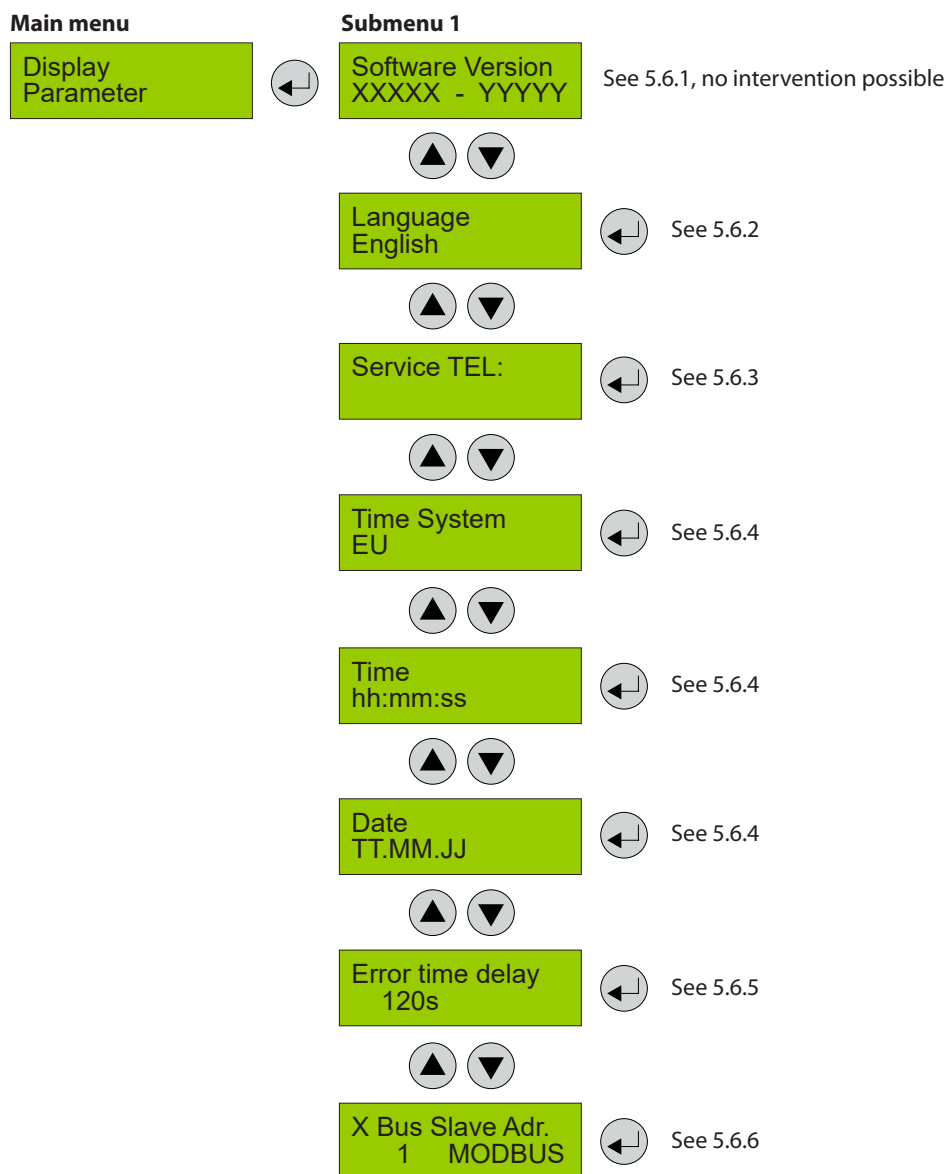 Main menu
Submenu 1
Display
Parameter
Software Version
XXXXX - YYYYY
See 5.6.1, no intervention possible
Language
English
See 5.6.2
Service TEL:
See 5.6.3
Time System
EU
See 5.6.4
Time
hh:mm:ss
See 5.6.4
Date
TT.MM.JJ
See 5.6.4
Error time delay
120s
See 5.6.5
X Bus Slave Adr.
1 MODBUS
See 5.6.6